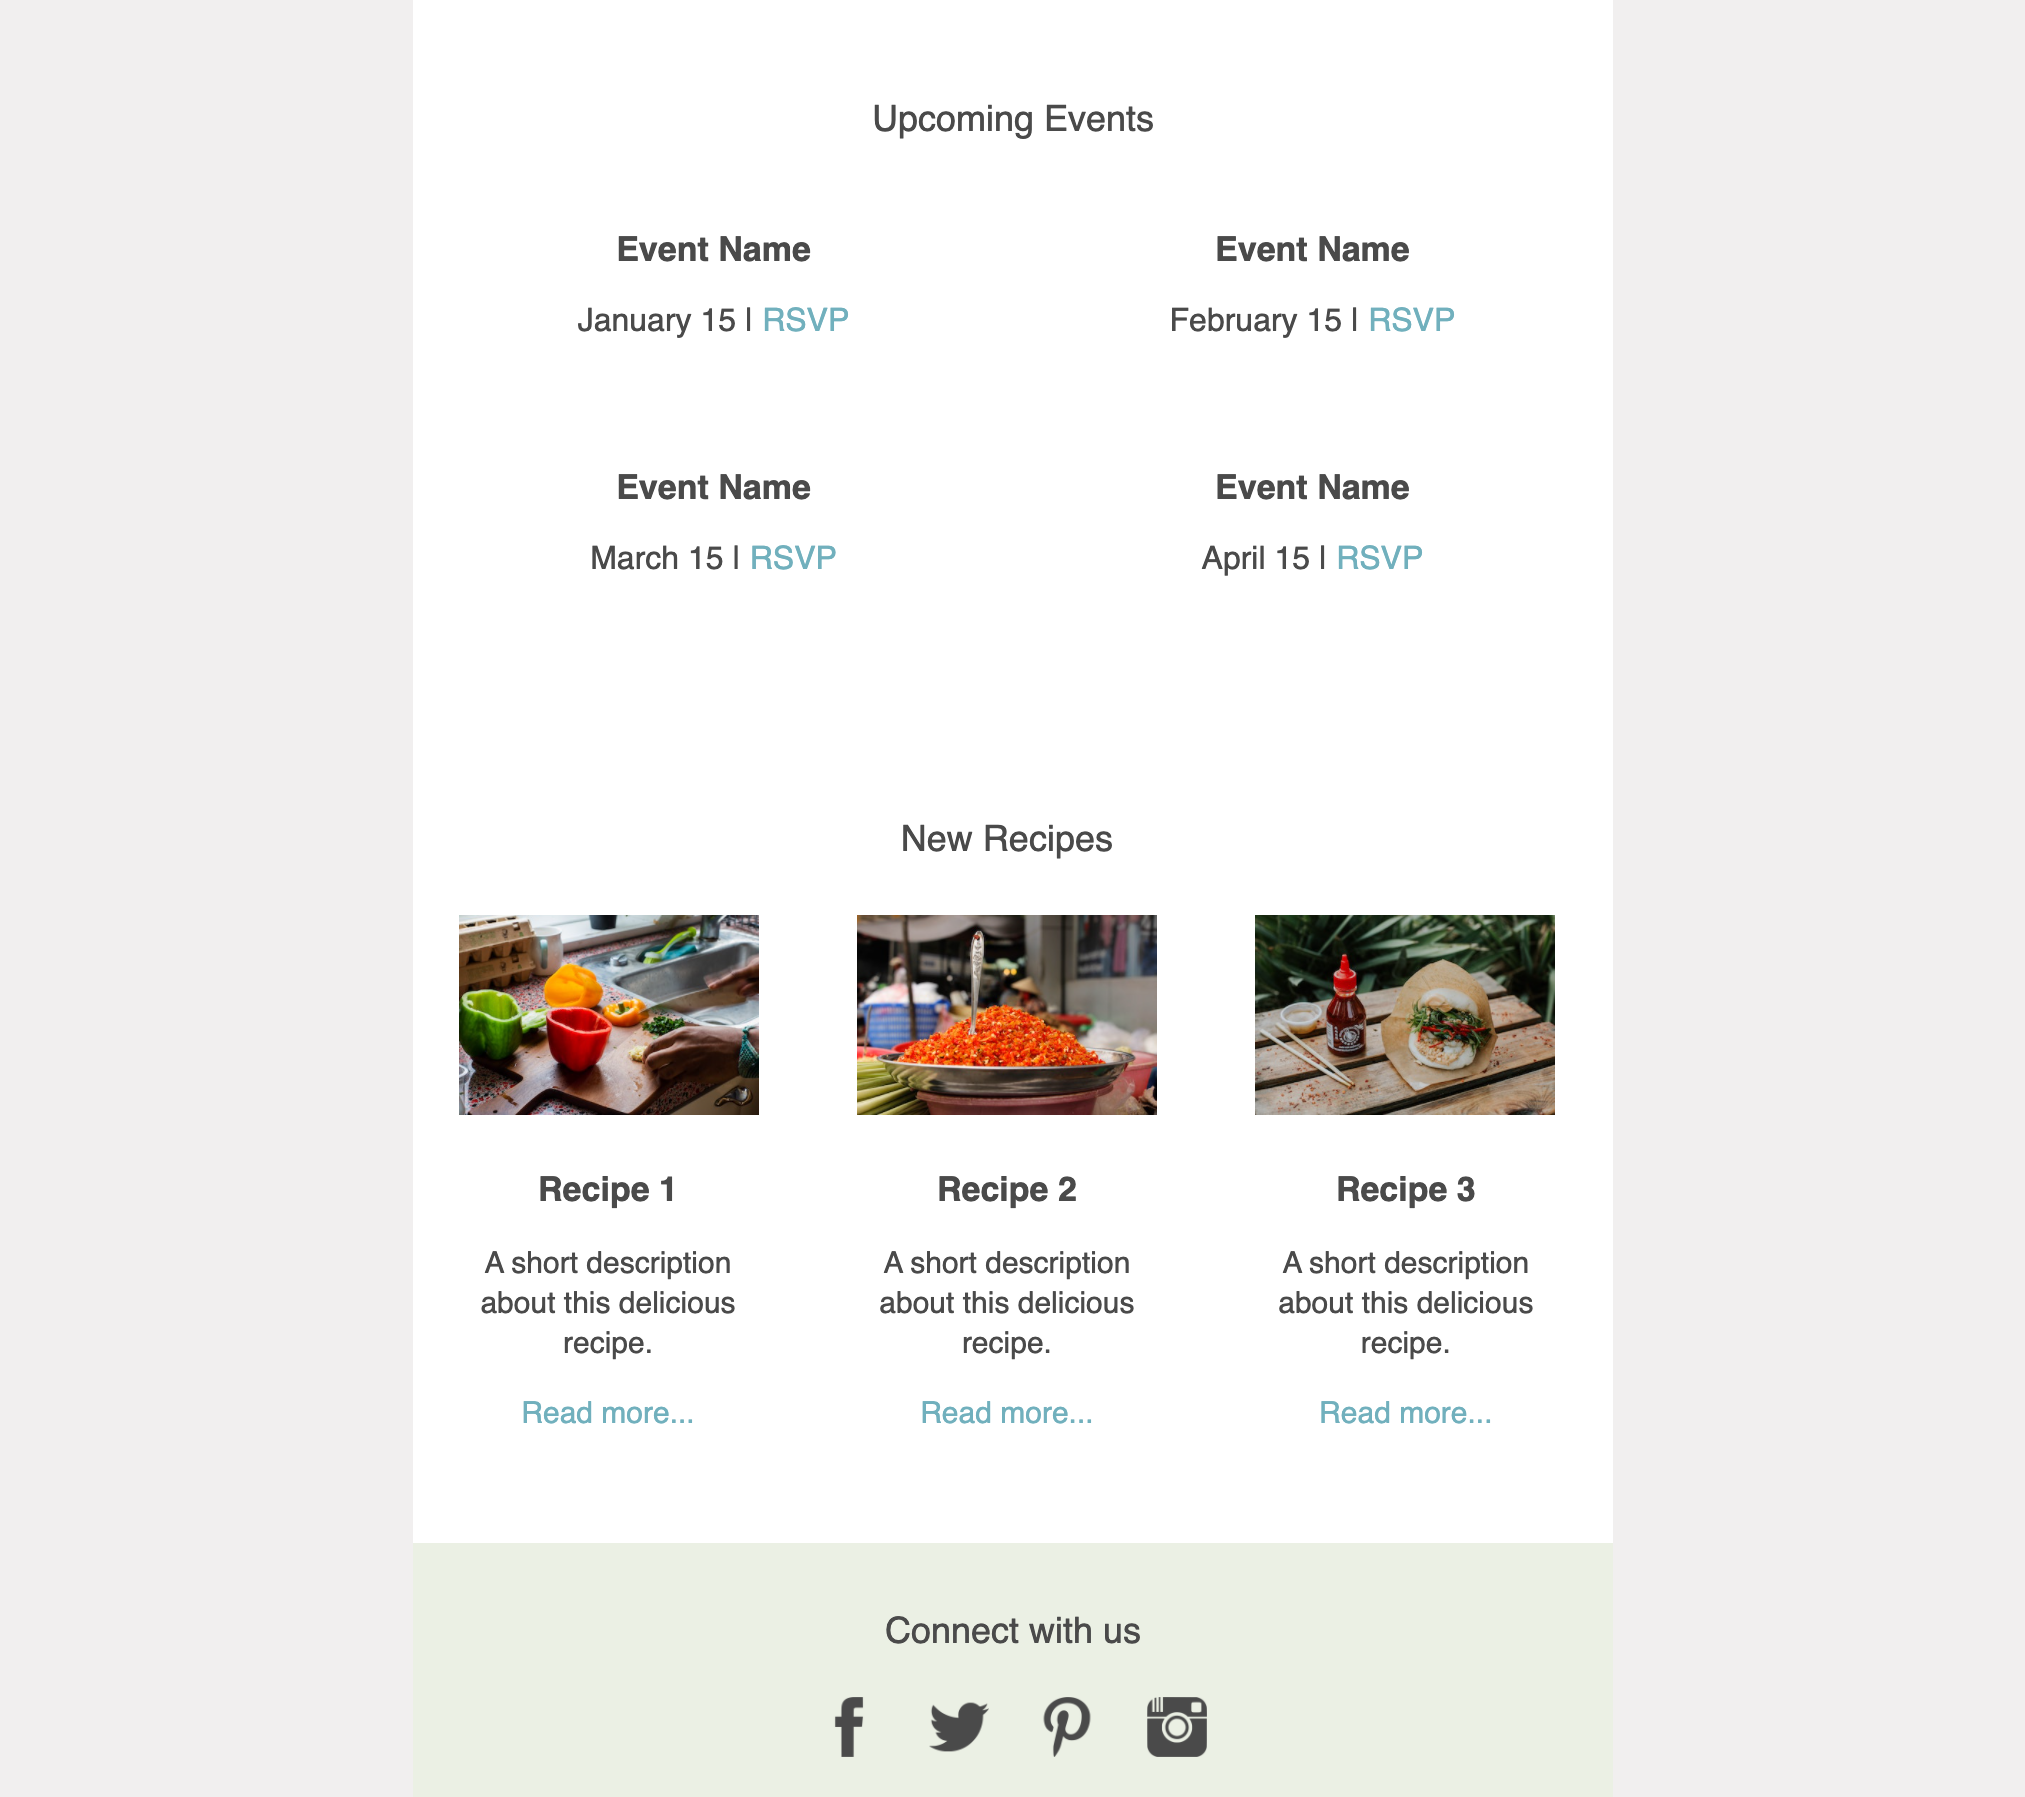 Upcoming Events
Event Name
January 15 | RSVP
Event Name
February 15 | RSVP
Event Name
March 15 | RSVP
Event Name
April 15 | RSVP
New Recipes
Recipe 1
A short description
about this delicious
recipe.
Read more...
Recipe 2
A short description
about this delicious
recipe.
Read more...
Recipe 3
A short description
about this delicious
recipe.
Read more...
Connect with us